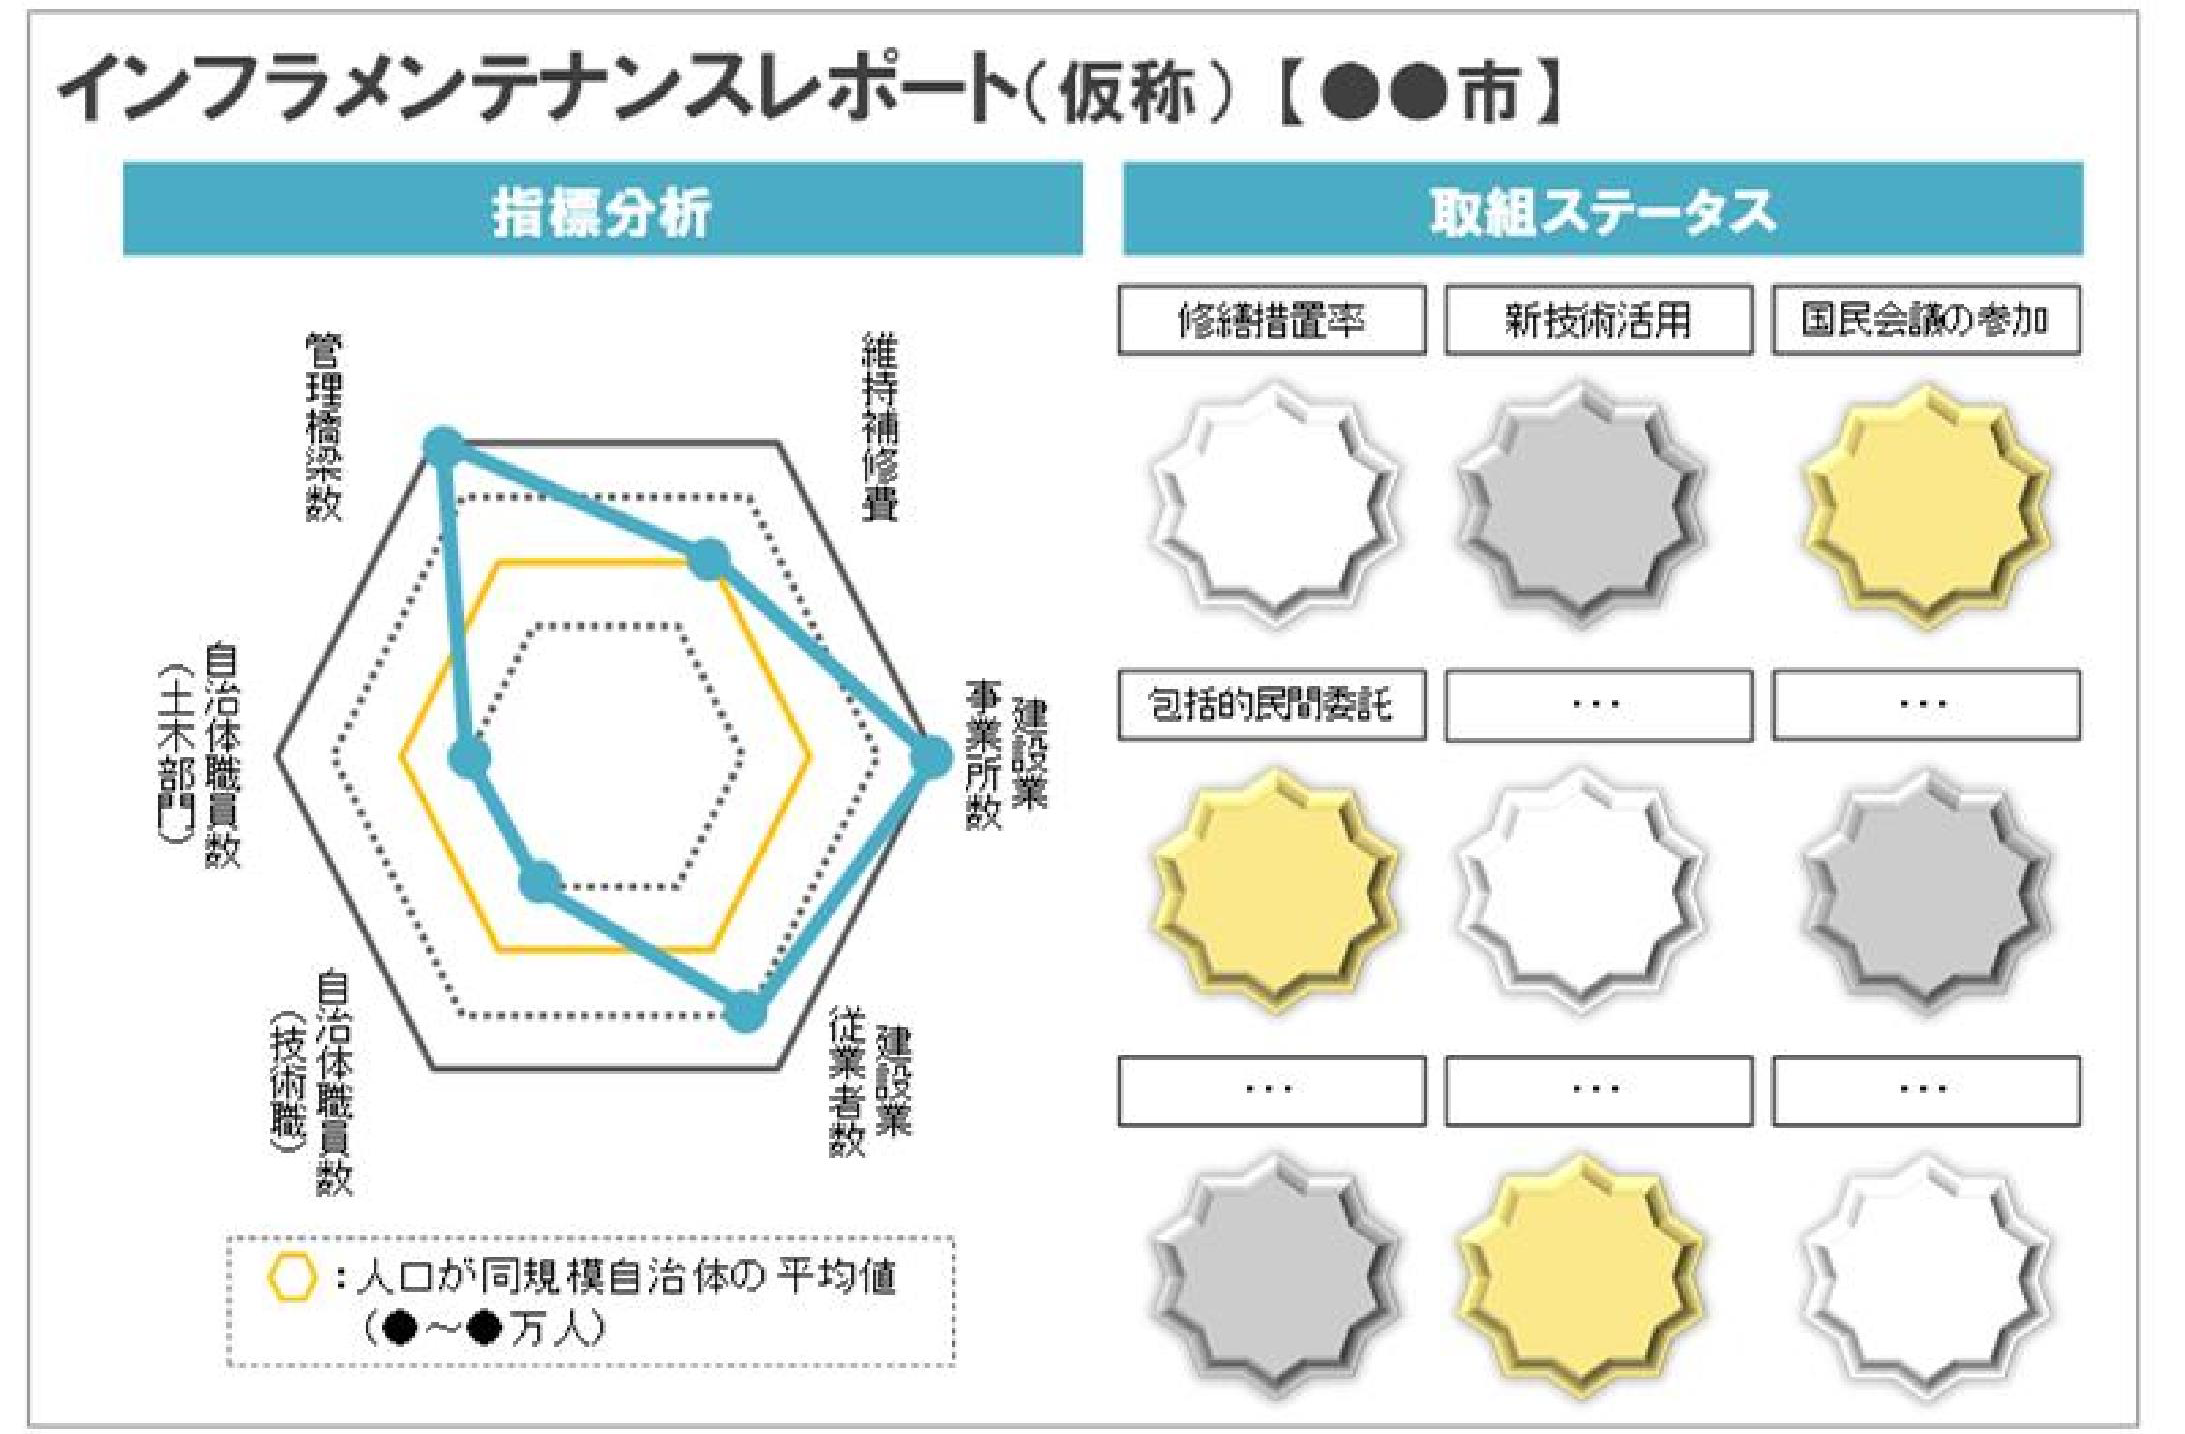 インフラメンテナンスレポート(仮称)【●●市】
指標分析
取組ステータス
管理橋梁数
維持補修費
建設業
事業所数
建設業
従業者数
自治体職員数
(技術職)
自治体職員数
(土木部門)
:人口が同規模自治体の平均値
(●~●万人)
修繕措置率
新技術活用
国民会議の参加
包括的民間委託
…
…
…
…
…